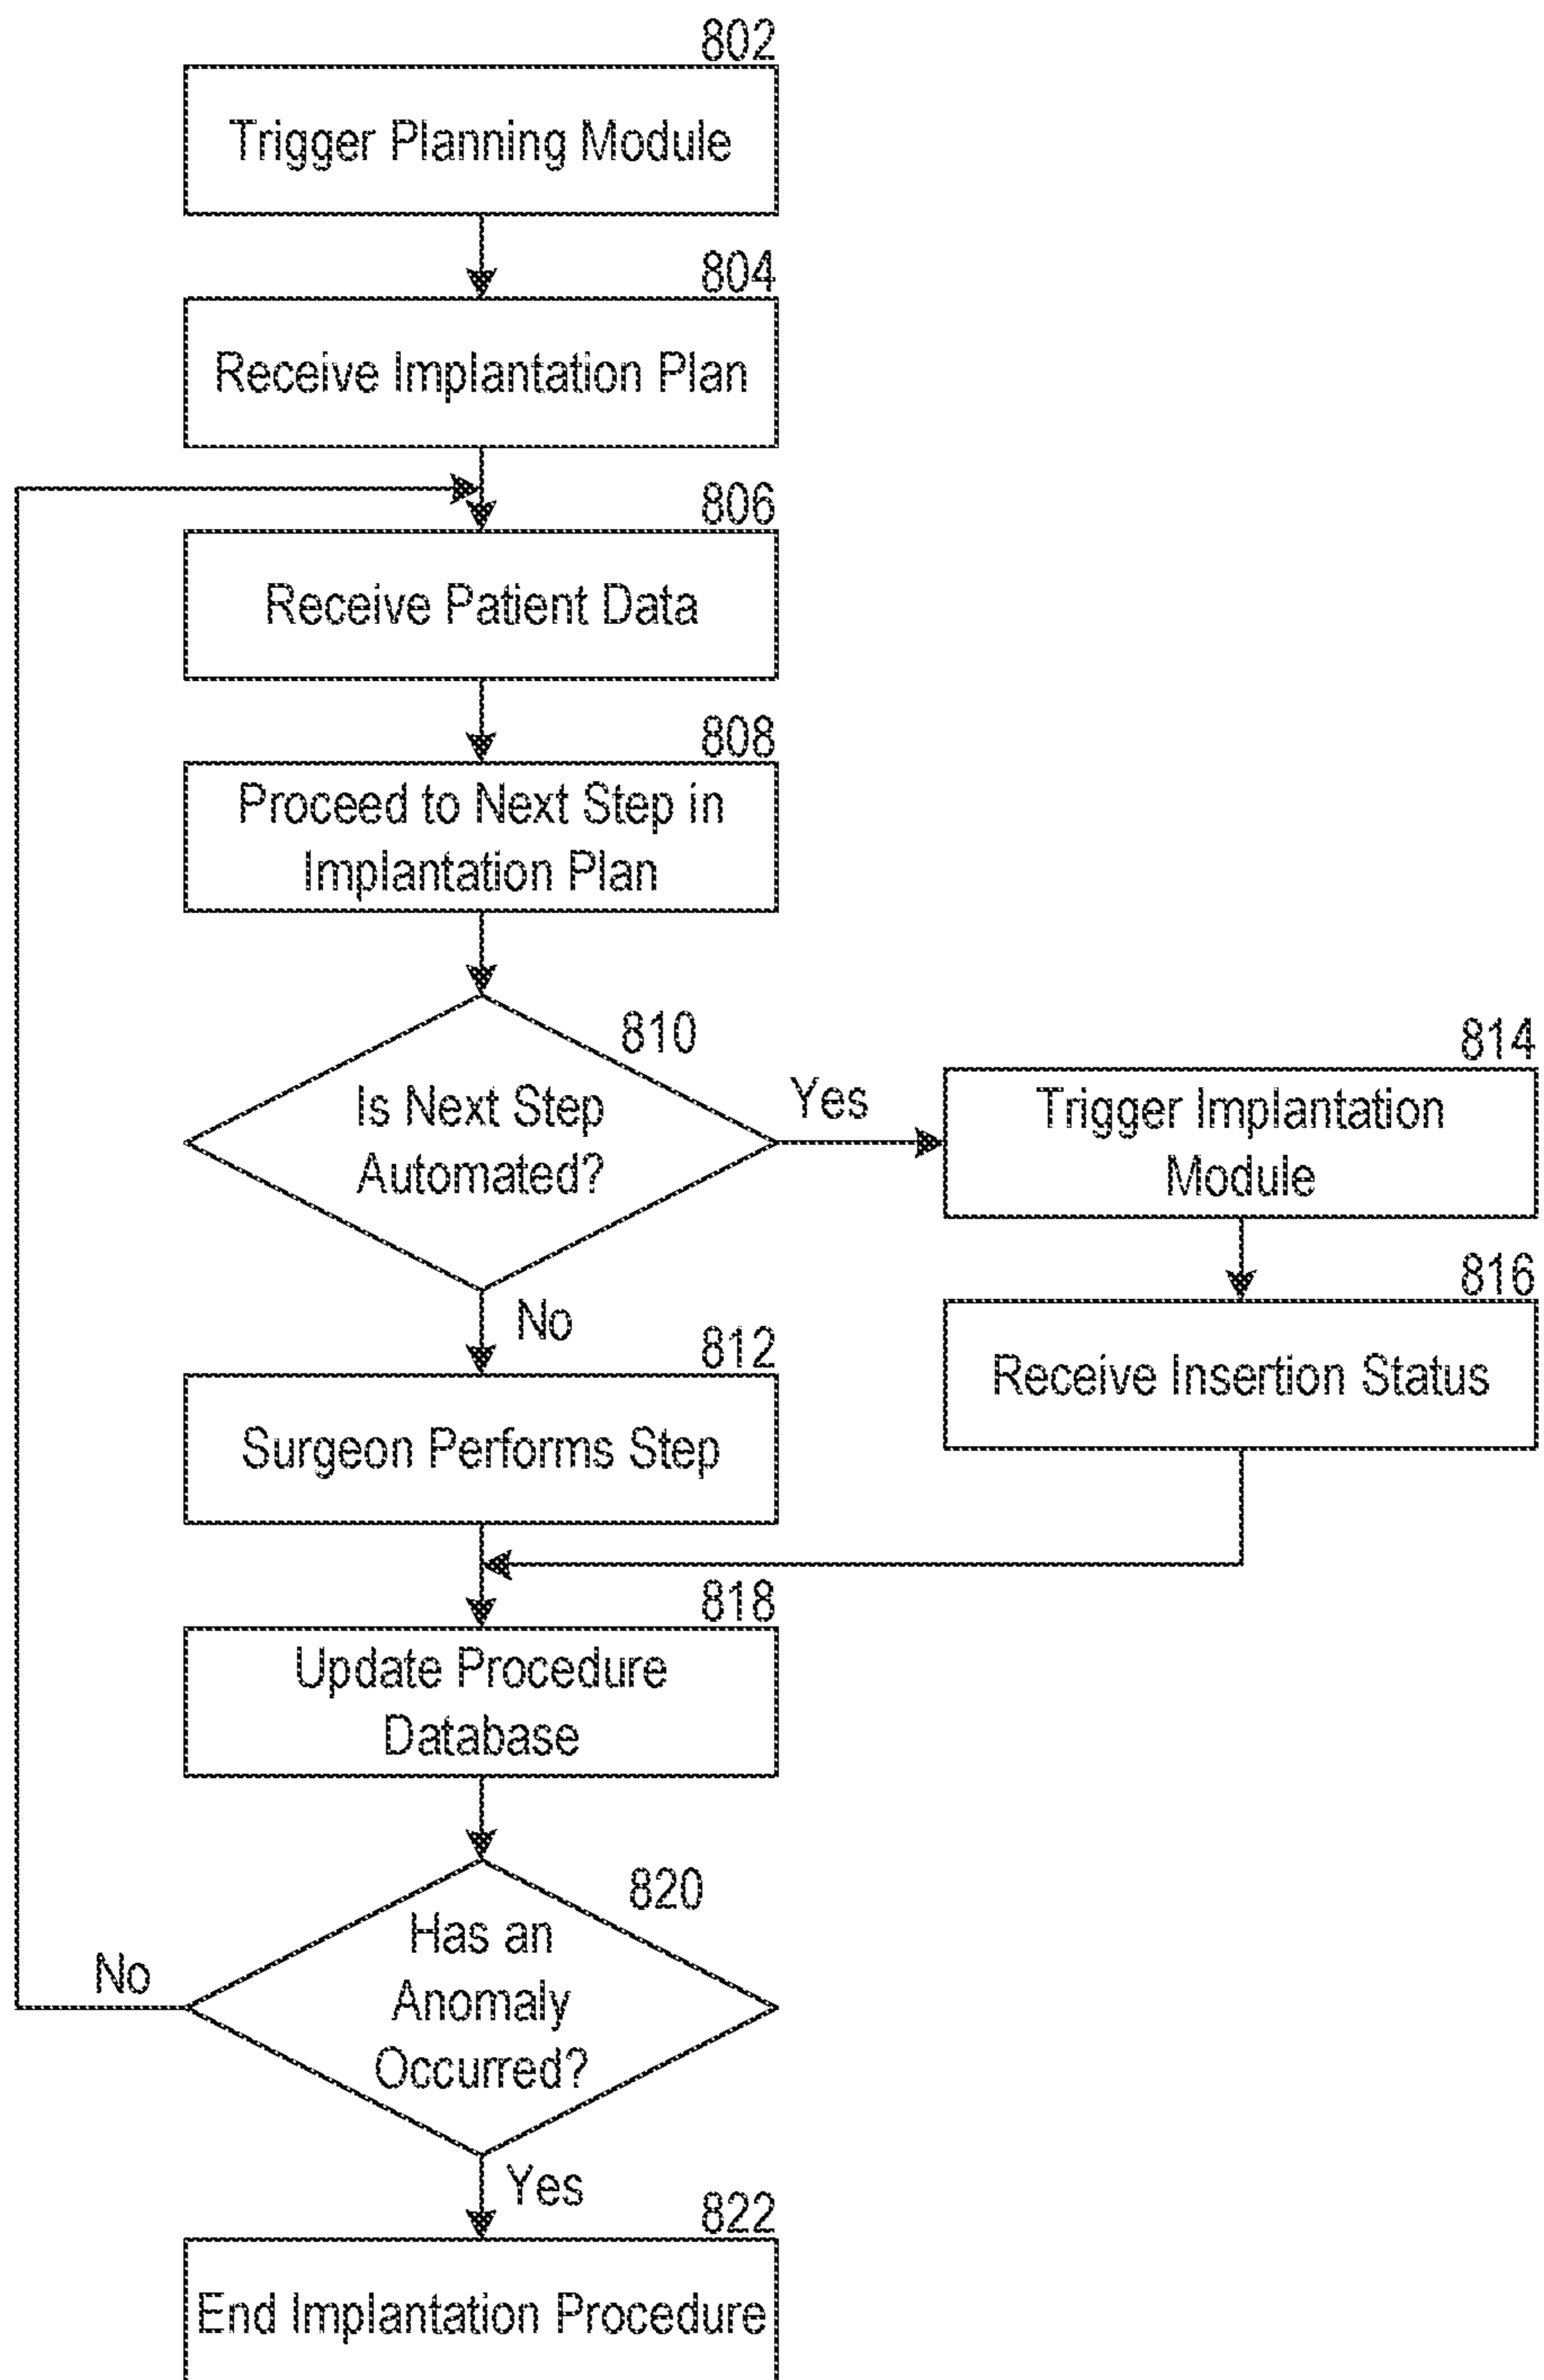 802
Trigger Planning Module
804
Receive Implantation Plan
806
Receive Patient Data
808
Proceed to Next Step in
Implantation Plan
810
Is Next Step
Automated?
Yes
No
814
Trigger Implantation
Module
816
Receive Insertion Status
812
Surgeon Performs Step
818
Update Procedure
Database
820
Has an
Anomaly
Occurred?
No
Yes
822
End Implantation Procedure